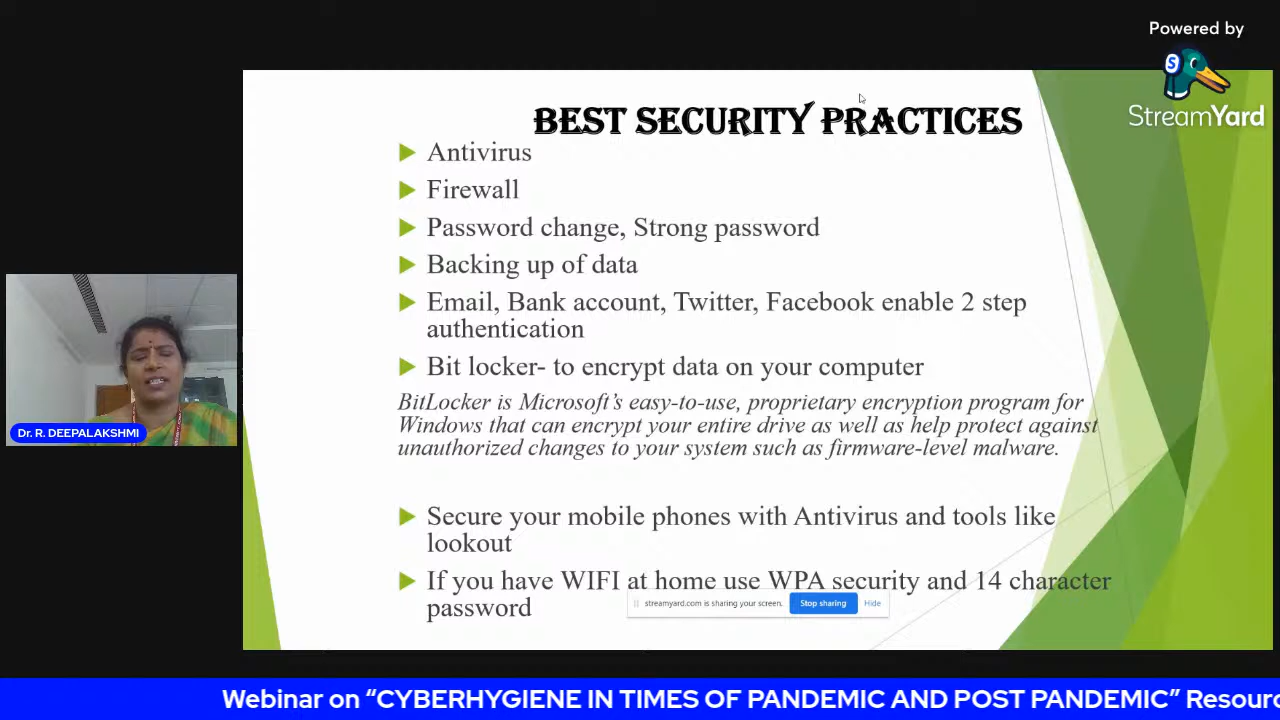 Powered by
StreamYard
BEST SECURITY PRACTICES
Antivirus
Firewall
Password change, Strong password
Backing up of data
Email, Bank account, Twitter, Facebook enable 2 step
authentication
Bit locker- to encrypt data on your computer
BitLocker is Microsoft's easy-to-use, proprietary encryption program for
Windows that can encrypt your entire drive as well as help protect against
unauthorized changes to your system such as firmware-level malware.
Secure your mobile phones with Antivirus and tools like
lookout
If you have WIFI at home use WPA security and 14 character
password
streamyard.com is sharing your screen. Stop sharing Hide
Dr. R. DEEPALAKSHMI
Webinar on “CYBERHYGIENE IN TIMES OF PANDEMIC AND POST PANDEMIC” Resourc